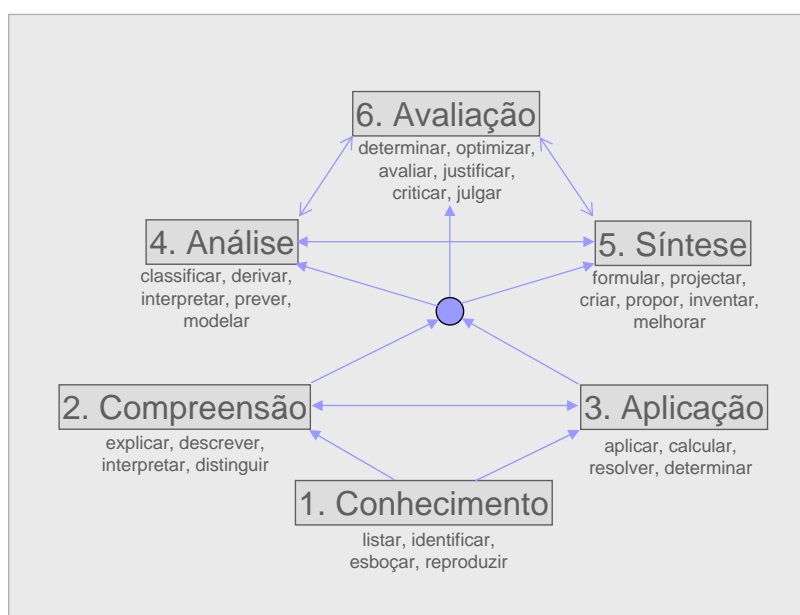 6. Avaliação
determinar, optimizar,
avaliar, justificar,
criticar, julgar
4. Análise
classificar, derivar,
interpretar, prever,
modelar
5. Síntese
formular, projectar,
criar, propor, inventar,
melhorar
2. Compreensão
explicar, descrever,
interpretar, distinguir
3. Aplicação
aplicar, calcular,
resolver, determinar
1. Conhecimento
listar, identificar,
esboçar, reproduzir